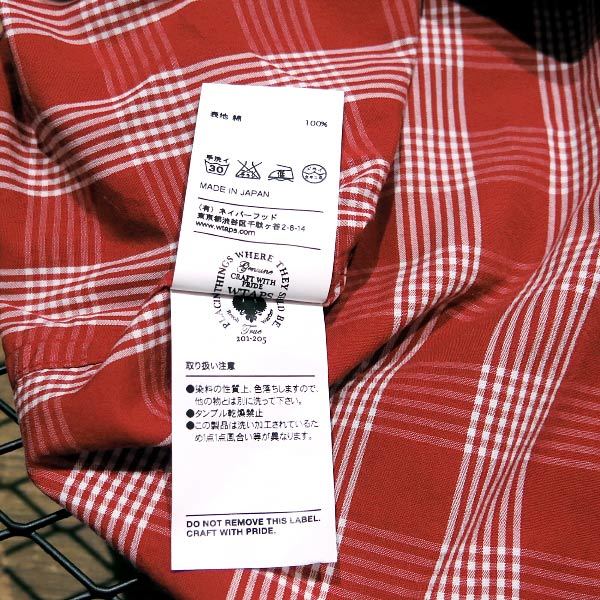 表地 綿 100%
手洗イ
30
MADE IN JAPAN
(有) ネイバーフッド
東京都渋谷区千駄ヶ谷2-8-14
www.wtaps.com
PLACIN THINGS WHERE THEY SHOULD BE
Genuine
CRAFT WITH
PRIDE
WTAPS
True
101-205
取り扱い注意
●染料の性質上、色落ちしますので、
他の物とは別に洗って下さい。
●タンブル乾燥禁止
●この製品は洗い加工されているため
1点1点風合い等が異なります。
DO NOT REMOVE THIS LABEL.
CRAFT WITH PRIDE.